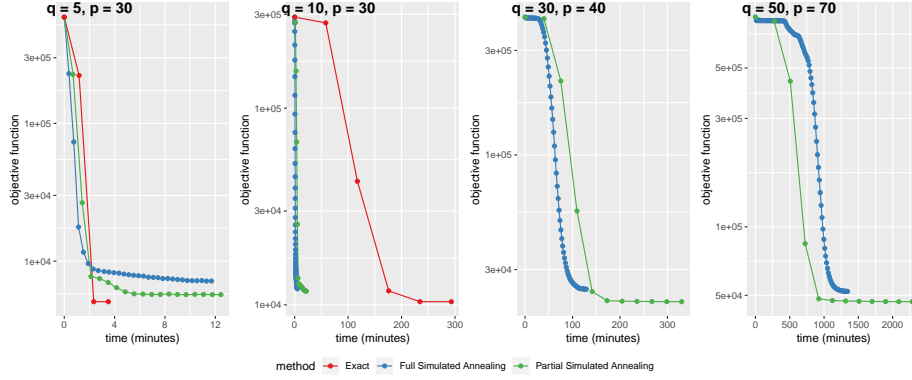 q = 5, p = 30
q = 10, p = 30
q = 30, p = 40
q = 50, p = 70
objective function
3e+05
1e+05
3e+04
1e+04
0
4
8
12
time (minutes)
objective function
3e+05
1e+05
3e+04
1e+04
0
100
200
300
time (minutes)
objective function
3e+05
1e+05
3e+04
0
100
200
300
time (minutes)
objective function
5e+05
3e+05
1e+05
5e+04
0
500
1000
1500
2000
time (minutes)
method
Exact
Full Simulated Annealing
Partial Simulated Annealing